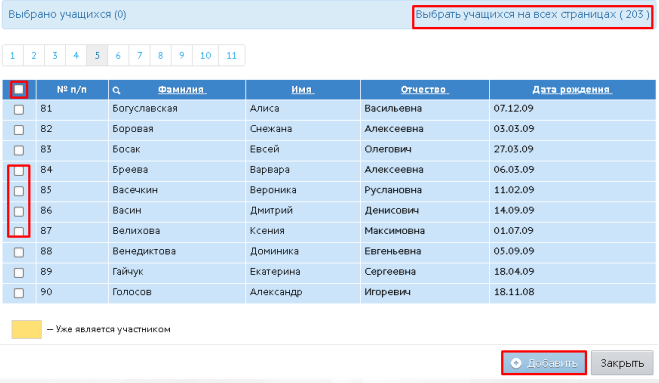 Выбрано учащихся (0) Выбрать учащихся на всех страницах ( 203 )
1 2 3 4 5 6 7 8 9 10 11
№ п/п Фамилия Имя Отчество Дата рождения
81 Богуславская Алиса Васильевна 07.12.09
82 Боровая Снежана Алексеевна 03.03.09
83 Босак Евсей Олегович 27.03.09
84 Бреева Варвара Алексеевна 06.03.09
85 Васечкин Вероника Руслановна 11.02.09
86 Васин Дмитрий Денисович 14.09.09
87 Велихова Ксения Максимовна 01.07.09
88 Венедиктова Доминика Евгеньевна 05.09.09
89 Гайчук Екатерина Сергеевна 18.04.09
90 Голосов Александр Игоревич 18.11.08
— Уже является участником
Добавить Закрыть